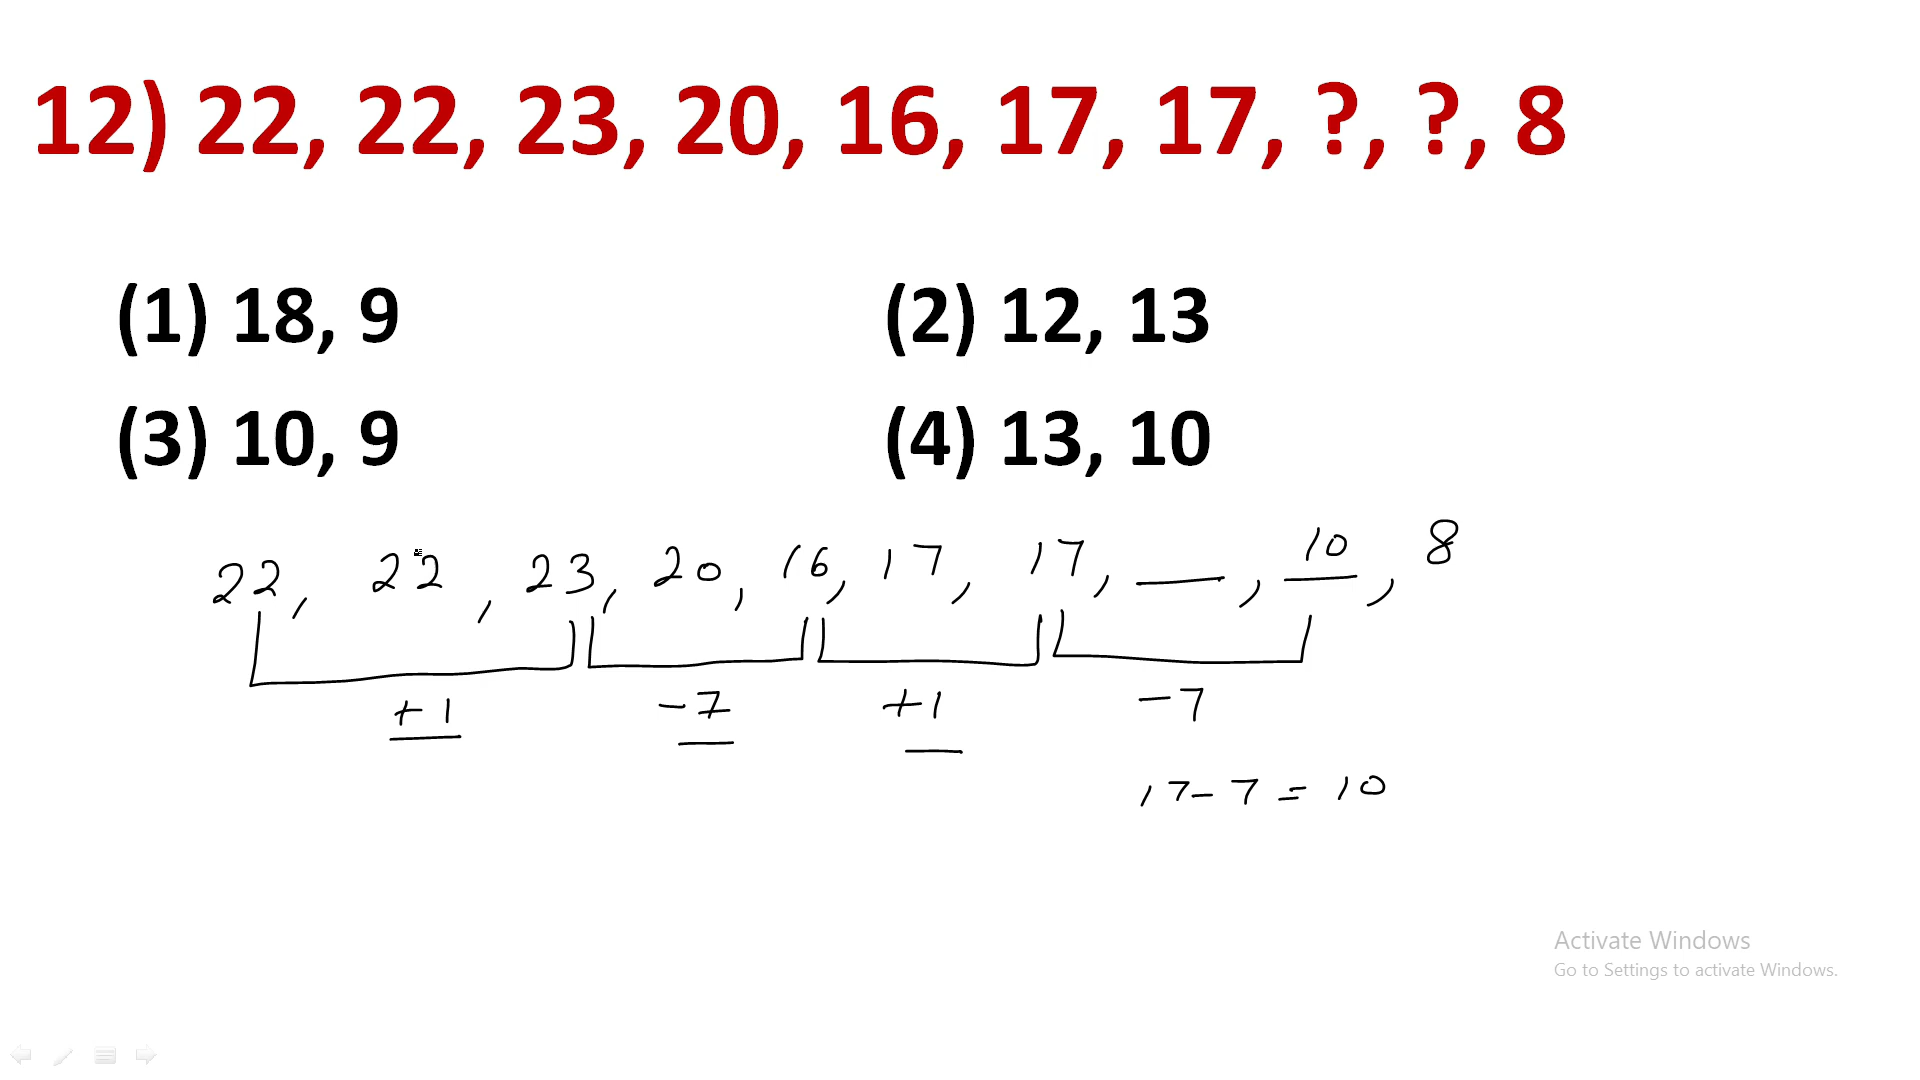 12) 22, 22, 23, 20, 16, 17, 17, ?, ?, 8
(1) 18, 9 (2) 12, 13
(3) 10, 9 (4) 13, 10
22, 22, 23, 20, 16, 17, 17, __, 10, 8
+1 -7 +1 -7
17-7 = 10
Activate Windows
Go to Settings to activate Windows.